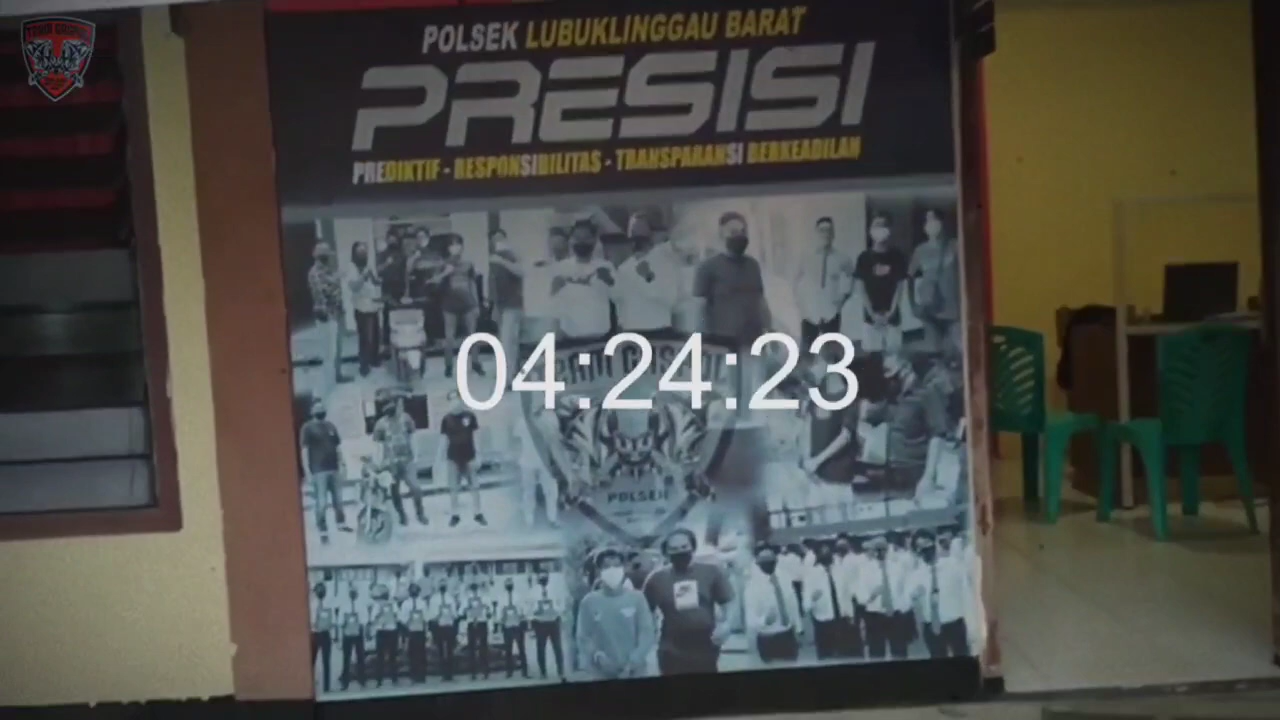 POLSEK LUBUKLINGGAU BARAT
PRESISI
PREDIKTIF - RESPONSIBILITAS - TRANSPARANSI BERKEADILAN
04:24:23
POLSEK